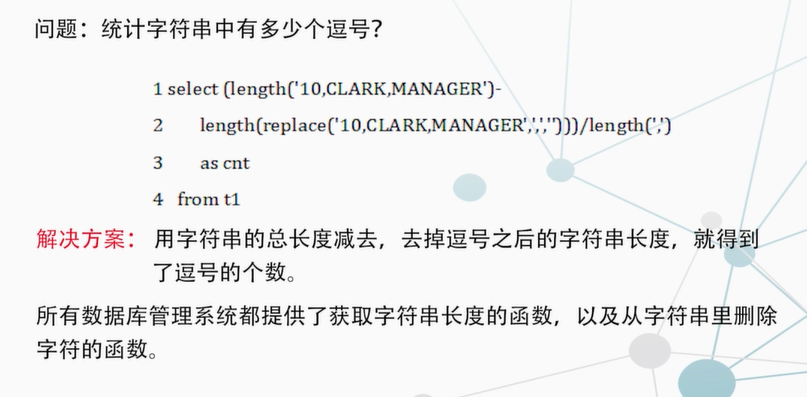 问题：统计字符串中有多少个逗号？
1 select (length('10,CLARK,MANAGER')-
2 length(replace('10,CLARK,MANAGER',',','')))/length(',')
3 as cnt
4 from t1
解决方案： 用字符串的总长度减去，去掉逗号之后的字符串长度，就得到
了逗号的个数。
所有数据库管理系统都提供了获取字符串长度的函数，以及从字符串里删除
字符的函数。